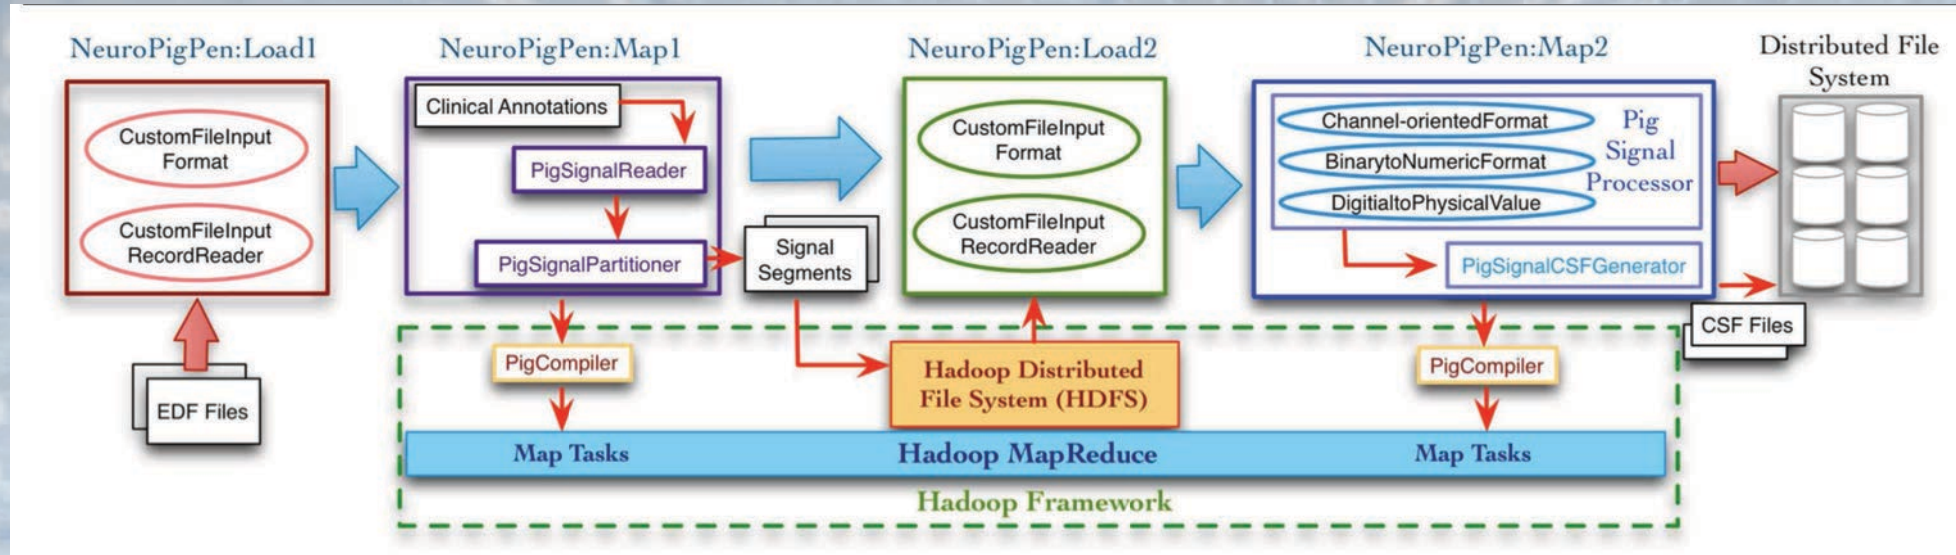 NeuroPigPen:Load1
NeuroPigPen:Map1
NeuroPigPen:Load2
NeuroPigPen:Map2
Distributed File
System
CustomFileInput
Format
CustomFileInput
RecordReader
EDF Files
Clinical Annotations
PigSignalReader
PigSignalPartitioner
Signal
Segments
CustomFileInput
Format
CustomFileInput
RecordReader
Channel-orientedFormat
BinarytoNumericFormat
DigitialtoPhysicalValue
Pig
Signal
Processor
PigSignalCSFGenerator
CSF Files
PigCompiler
Hadoop Distributed
File System (HDFS)
PigCompiler
Map Tasks
Hadoop MapReduce
Map Tasks
Hadoop Framework